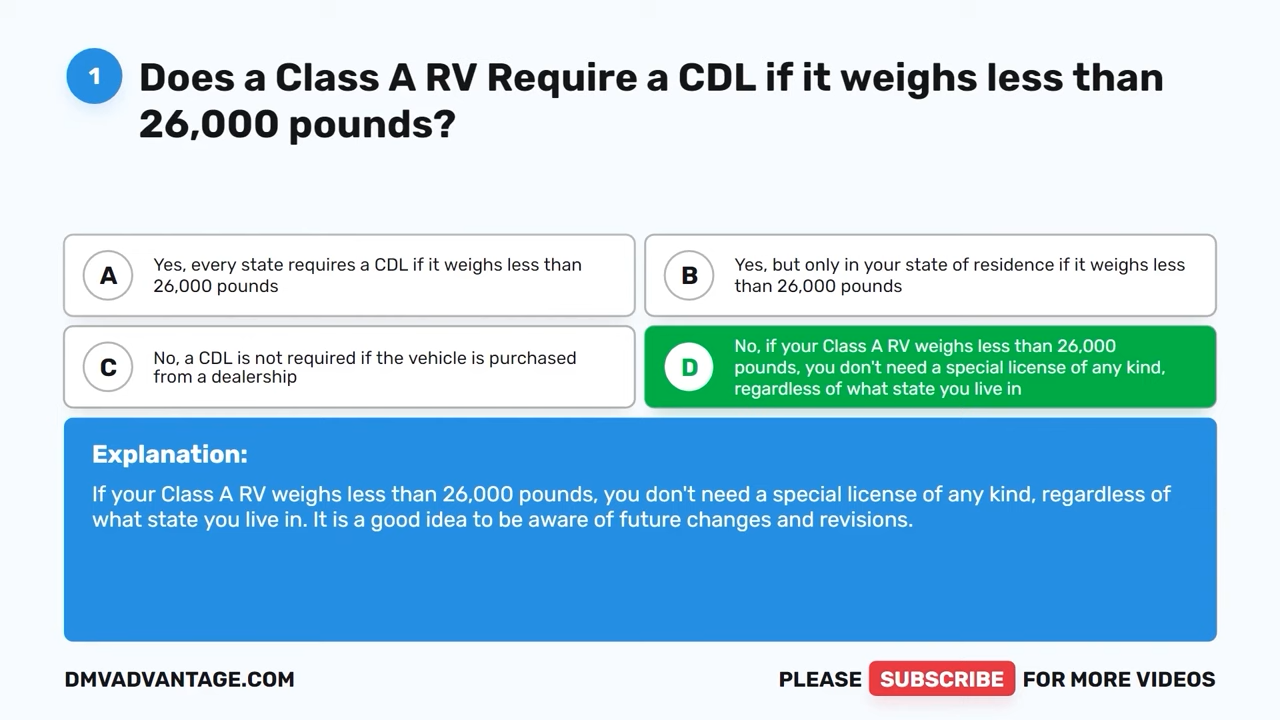 1
Does a Class A RV Require a CDL if it weighs less than
26,000 pounds?
A
Yes, every state requires a CDL if it weighs less than
26,000 pounds
B
Yes, but only in your state of residence if it weighs less
than 26,000 pounds
C
No, a CDL is not required if the vehicle is purchased
from a dealership
D
No, if your Class A RV weighs less than 26,000
pounds, you don't need a special license of any kind,
regardless of what state you live in
Explanation:
If your Class A RV weighs less than 26,000 pounds, you don't need a special license of any kind, regardless of
what state you live in. It is a good idea to be aware of future changes and revisions.
DMVADVANTAGE.COM
PLEASE SUBSCRIBE FOR MORE VIDEOS